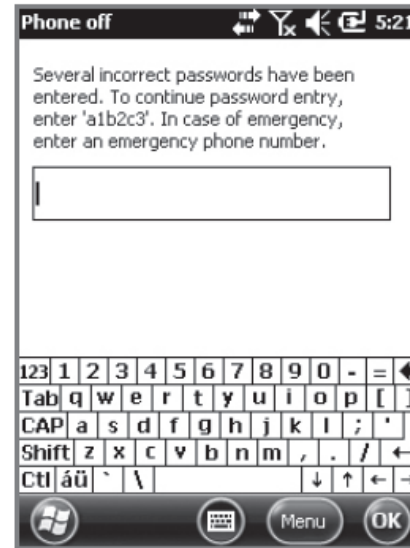 Phone off 5:21
Several incorrect passwords have been
entered. To continue password entry,
enter 'a1b2c3'. In case of emergency,
enter an emergency phone number.
123 1 2 3 4 5 6 7 8 9 0 - =
Tab q w e r t y u i o p [ ]
CAP a s d f g h j k l ; '
Shift z x c v b n m , . / ←
Ctl áü ` \ ↓ ↑ ← →
Menu OK